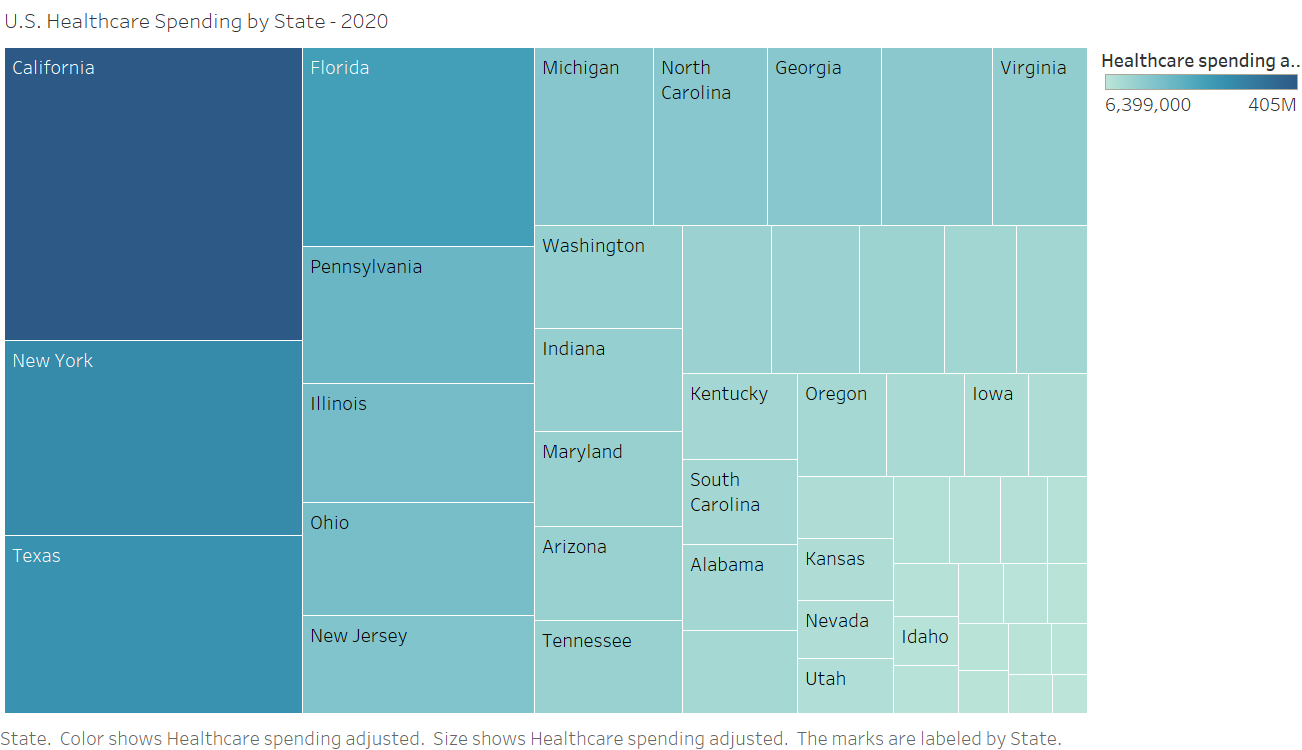 U.S. Healthcare Spending by State - 2020
California
Florida
Michigan
North
Carolina
Georgia
Virginia
Healthcare spending a..
6,399,000 405M
Washington
Pennsylvania
Indiana
New York
Kentucky
Oregon
Iowa
Illinois
Maryland
South
Carolina
Ohio
Arizona
Texas
Alabama
Kansas
Nevada
New Jersey
Tennessee
Idaho
Utah
State.  Color shows Healthcare spending adjusted.  Size shows Healthcare spending adjusted.  The marks are labeled by State.